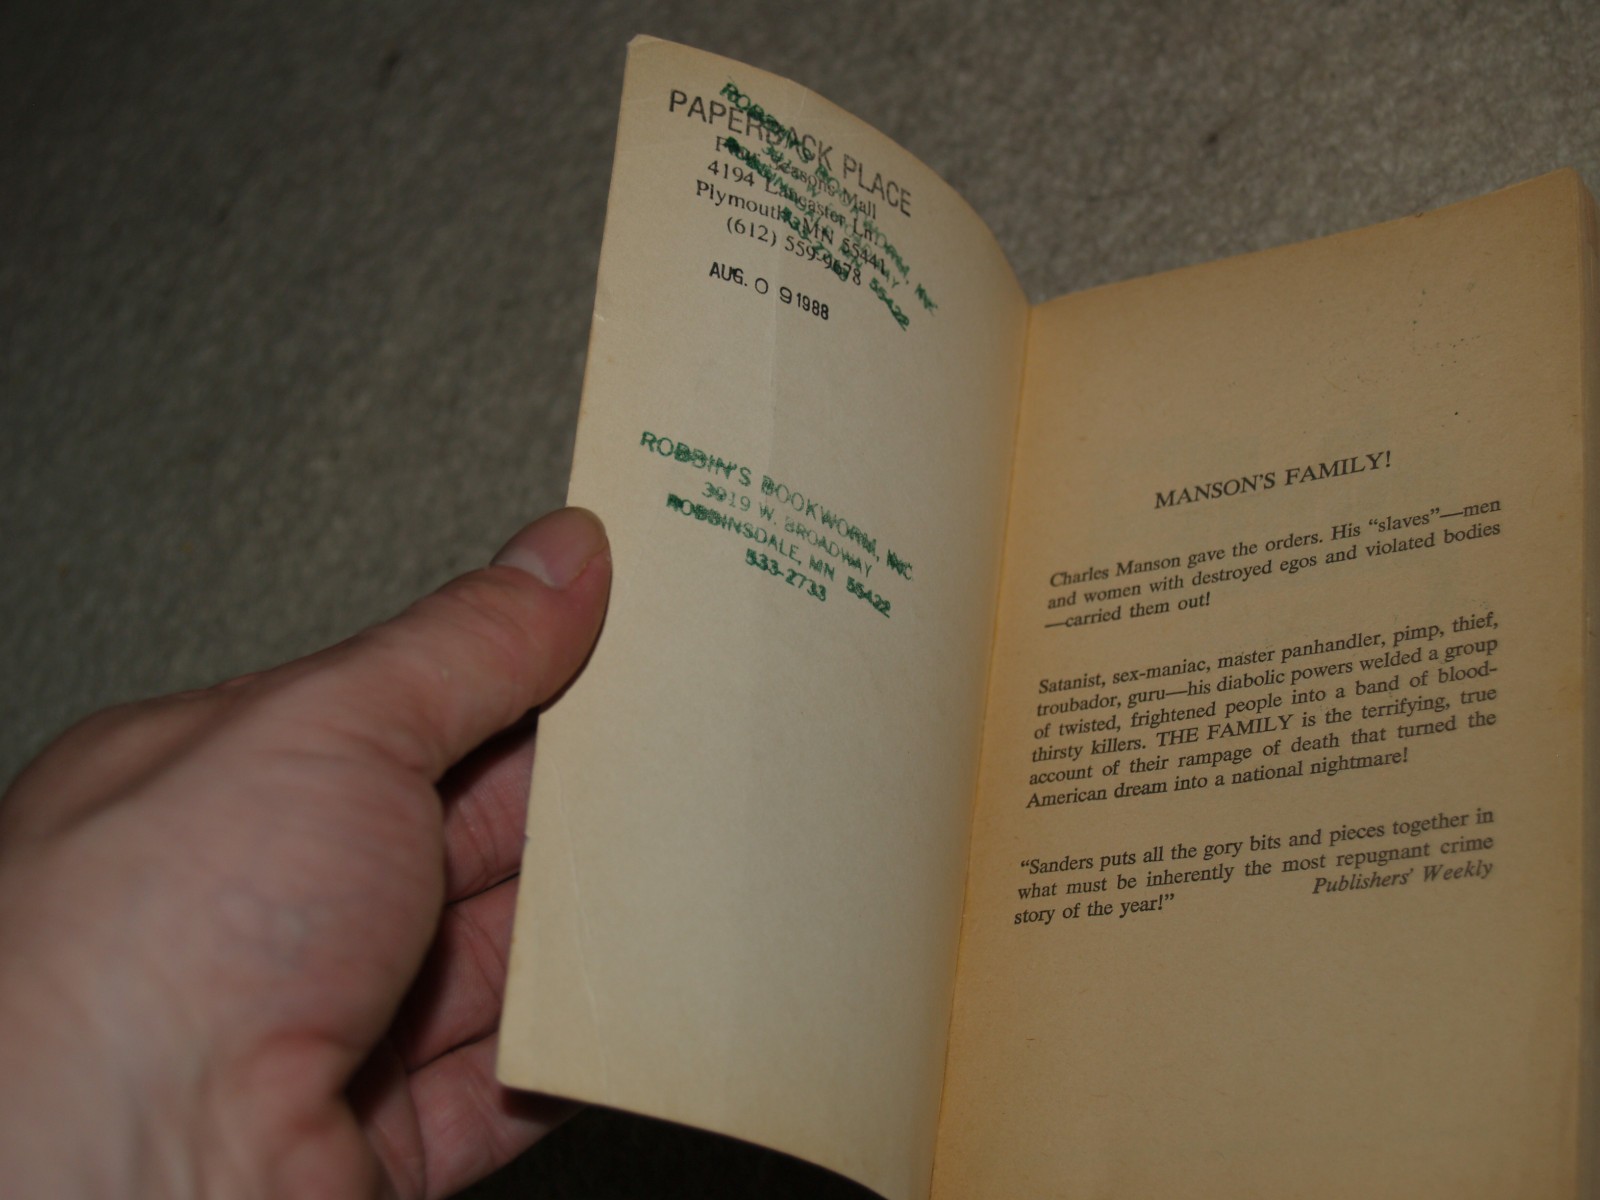 PAPERBACK PLACE
Four Seasons Mall
4194 Lancaster Ln.
Plymouth, MN 55441
(612) 559-9678
AUG. 0 9 1988
ROBBIN'S BOOKWORM, INC.
3919 W. BROADWAY
ROBBINSDALE, MN 55422
533-2733
MANSON'S FAMILY!
Charles Manson gave the orders. His “slaves”—men
and women with destroyed egos and violated bodies
—carried them out!
Satanist, sex-maniac, master panhandler, pimp, thief,
troubador, guru—his diabolic powers welded a group
of twisted, frightened people into a band of blood-
thirsty killers. THE FAMILY is the terrifying, true
account of their rampage of death that turned the
American dream into a national nightmare!
“Sanders puts all the gory bits and pieces together in
what must be inherently the most repugnant crime
story of the year!” Publishers' Weekly